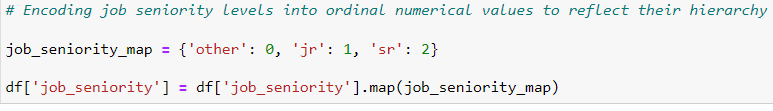 # Encoding job seniority levels into ordinal numerical values to reflect their hierarchy
job_seniority_map = {'other': 0, 'jr': 1, 'sr': 2}
df['job_seniority'] = df['job_seniority'].map(job_seniority_map)